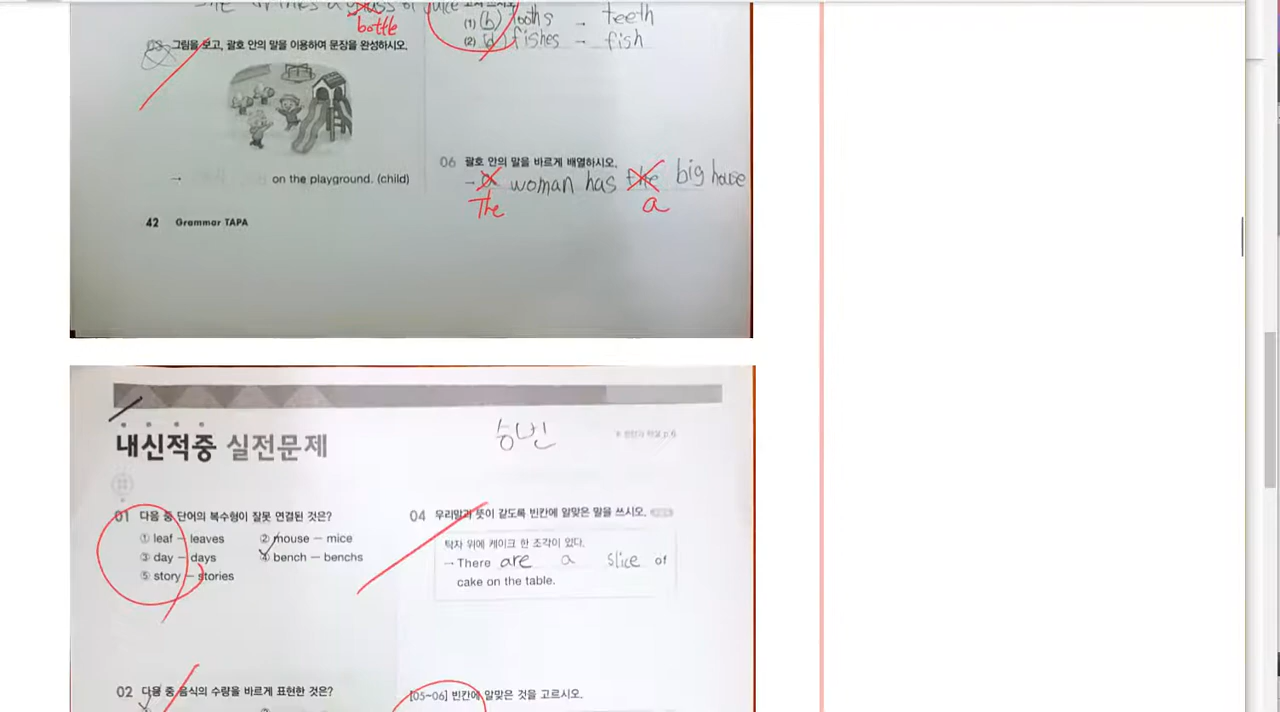 bottle
(1) (b) tooths → teeth
(2) (d) fishes → fish
03 그림을 보고, 괄호 안의 말을 이용하여 문장을 완성하시오.
→ on the playground. (child)
06 괄호 안의 말을 바르게 배열하시오.
→ a woman has the big house
The a
42 Grammar TAPA
내신적중 실전문제
승빈
01 다음 중 단어의 복수형이 잘못 연결된 것은?
① leaf – leaves ② mouse – mice
③ day – days ④ bench – benchs
⑤ story – stories
04 우리말과 뜻이 같도록 빈칸에 알맞은 말을 쓰시오.
탁자 위에 케이크 한 조각이 있다.
→ There are a slice of
cake on the table.
02 다음 중 음식의 수량을 바르게 표현한 것은?
[05~06] 빈칸에 알맞은 것을 고르시오.